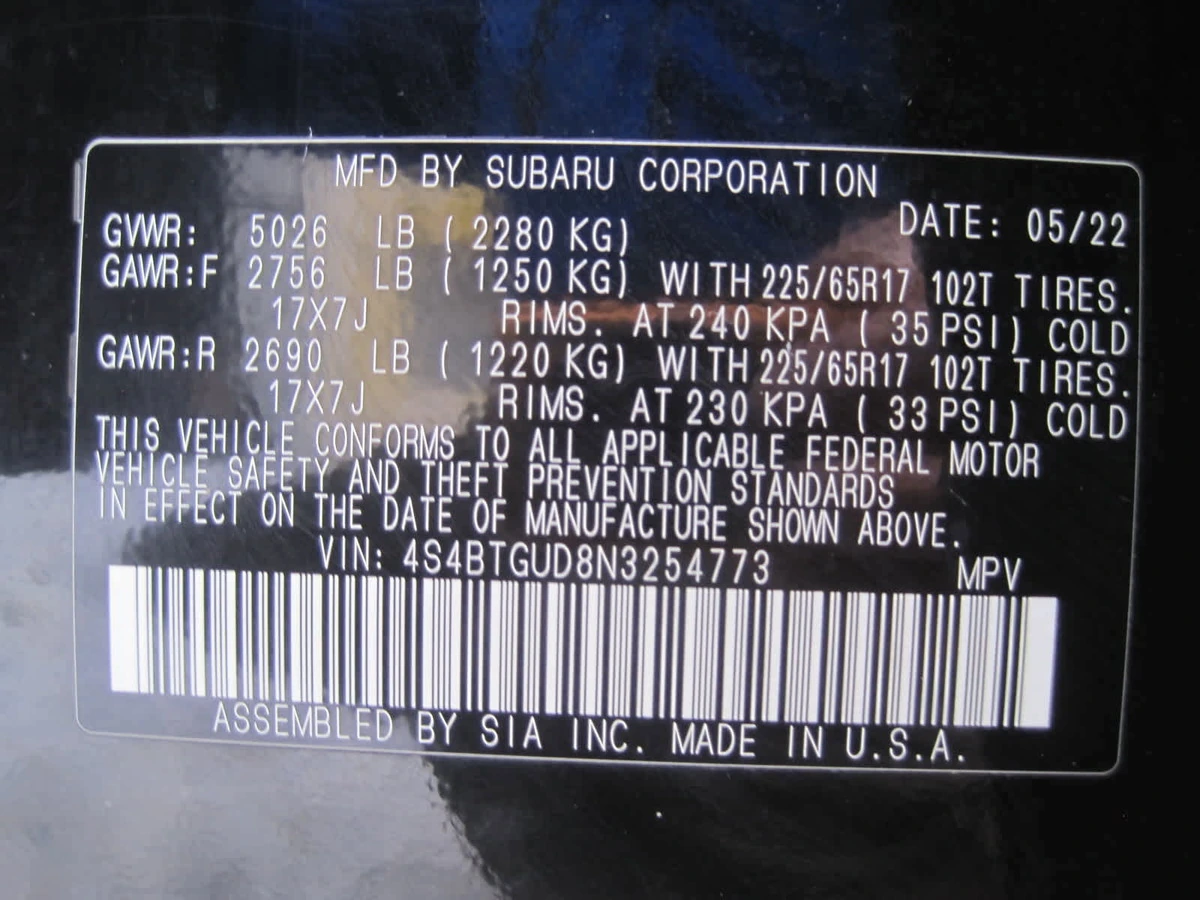 MFD BY SUBARU CORPORATION
DATE: 05/22
GVWR: 5026 LB (2280 KG)
GAWR:F 2756 LB (1250 KG) WITH 225/65R17 102T TIRES.
17X7J RIMS. AT 240 KPA (35 PSI) COLD
GAWR:R 2690 LB (1220 KG) WITH 225/65R17 102T TIRES.
17X7J RIMS. AT 230 KPA (33 PSI) COLD
THIS VEHICLE CONFORMS TO ALL APPLICABLE FEDERAL MOTOR
VEHICLE SAFETY AND THEFT PREVENTION STANDARDS
IN EFFECT ON THE DATE OF MANUFACTURE SHOWN ABOVE.
VIN: 4S4BTGUD8N3254773 MPV
ASSEMBLED BY SIA INC. MADE IN U.S.A.